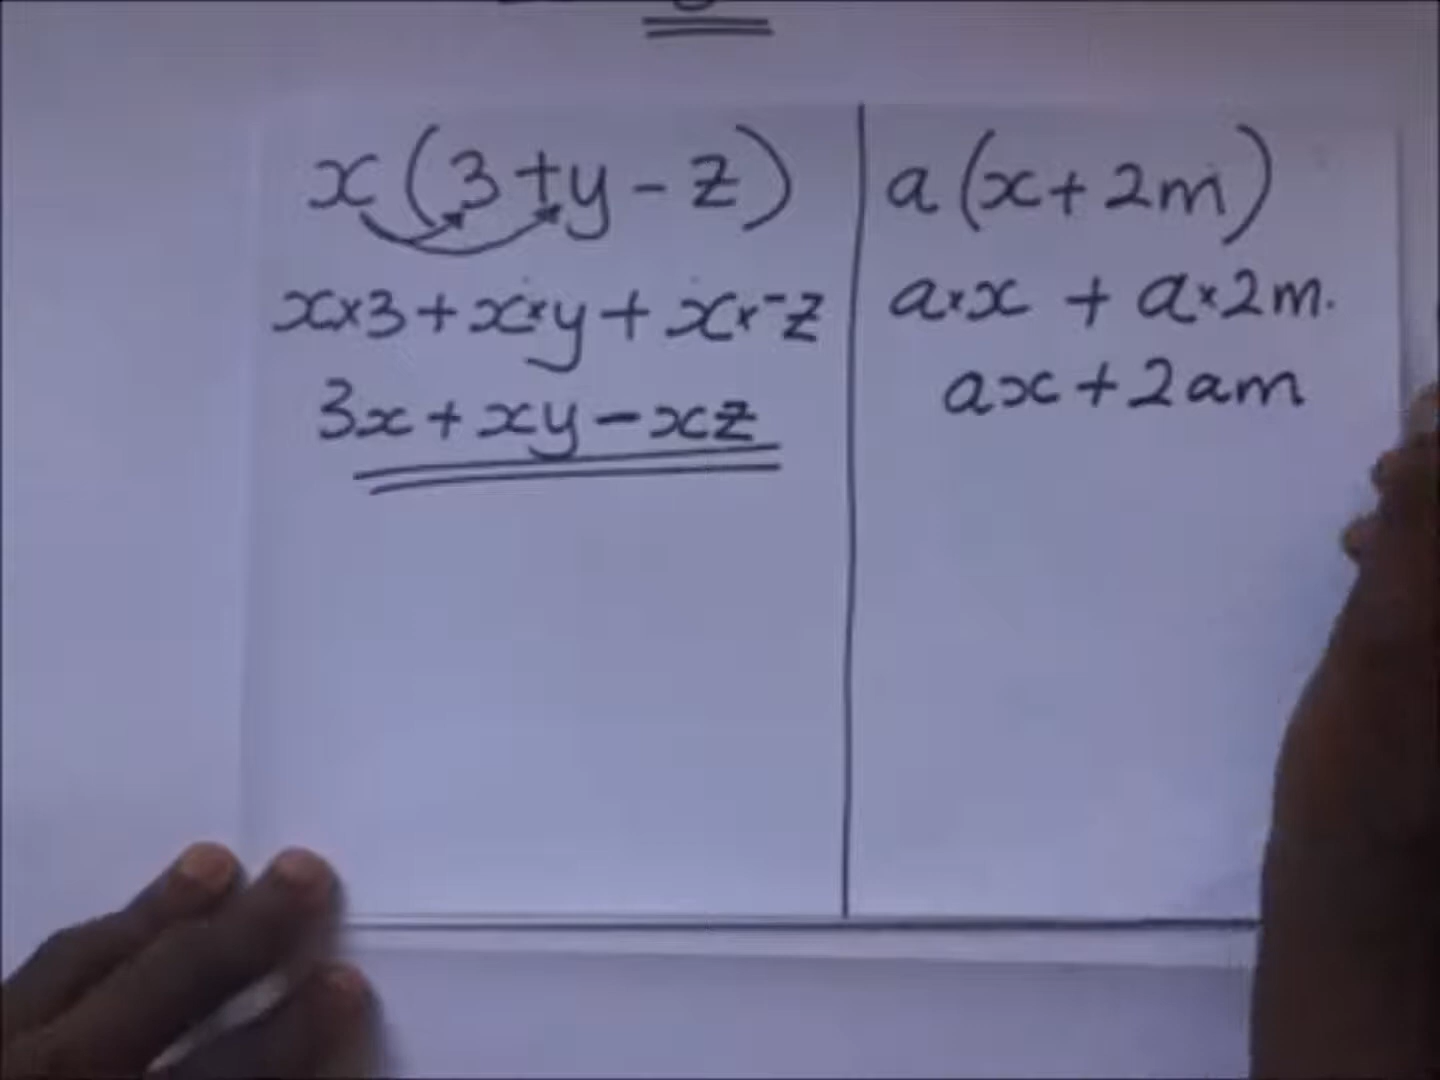 x(3+y-z)
x×3+x×y+x×-z
3x+xy-xz
a(x+2m)
a×x + a×2m.
ax+2am